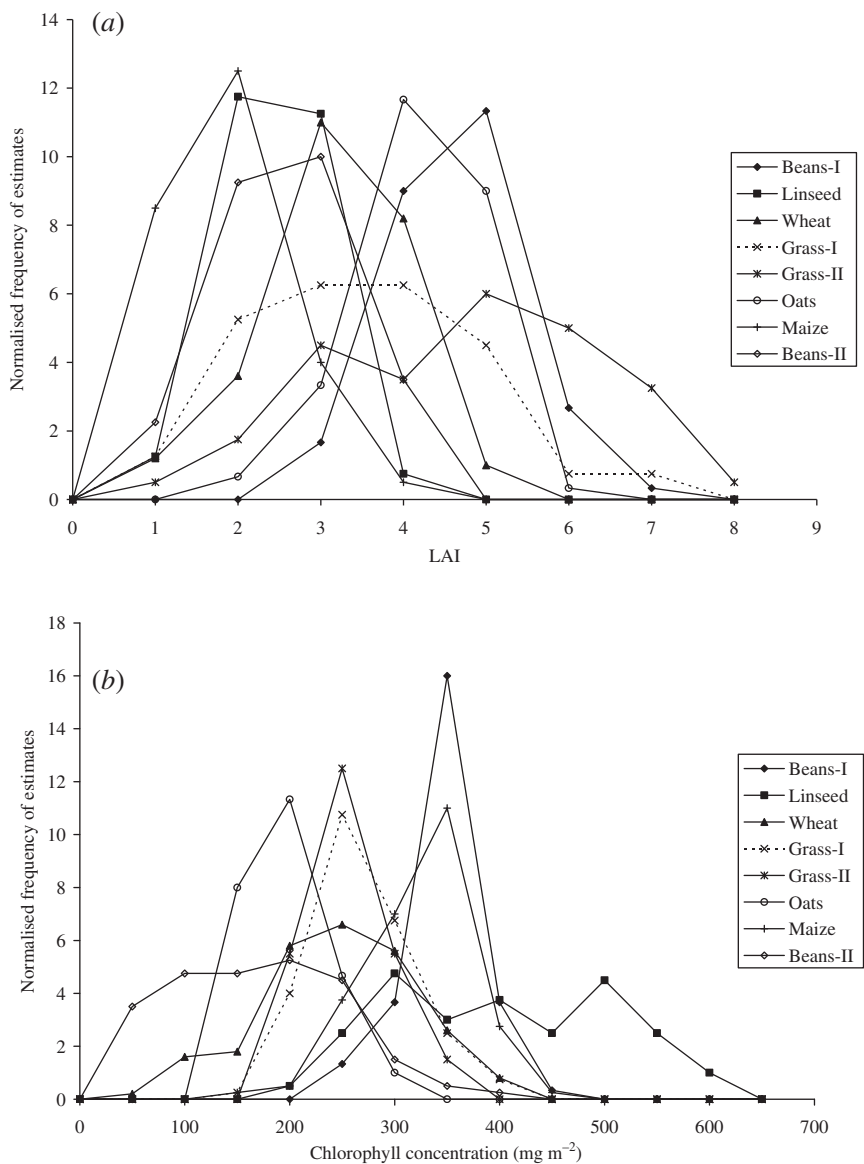 (a)
14
12
10
8
6
4
2
0
Normalised frequency of estimates
0 1 2 3 4 5 6 7 8 9
LAI
Beans-I
Linseed
Wheat
Grass-I
Grass-II
Oats
Maize
Beans-II
(b)
18
16
14
12
10
8
6
4
2
0
Normalised frequency of estimates
0 100 200 300 400 500 600 700
Chlorophyll concentration (mg m⁻²)
Beans-I
Linseed
Wheat
Grass-I
Grass-II
Oats
Maize
Beans-II